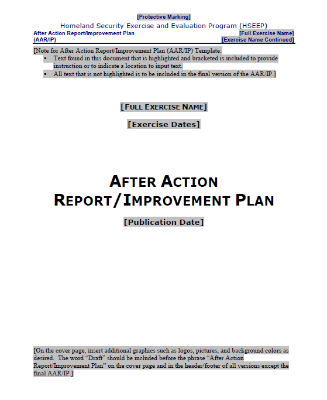 [Protective Marking]
Homeland Security Exercise and Evaluation Program (HSEEP)
After Action Report/Improvement Plan [Full Exercise Name]
(AAR/IP) [Exercise Name Continued]
[Note for After Action Report/Improvement Plan (AAR/IP) Template:
• Text found in this document that is highlighted and bracketed is included to provide
instruction or to indicate a location to input text.
• All text that is not highlighted is to be included in the final version of the AAR/IP.]
[FULL EXERCISE NAME]
[Exercise Dates]
AFTER ACTION
REPORT/IMPROVEMENT PLAN
[Publication Date]
[On the cover page, insert additional graphics such as logos, pictures, and background colors as
desired. The word "Draft" should be included before the phrase "After Action
Report/Improvement Plan" on the cover page and in the header/footer of all versions except the
final AAR/IP.]